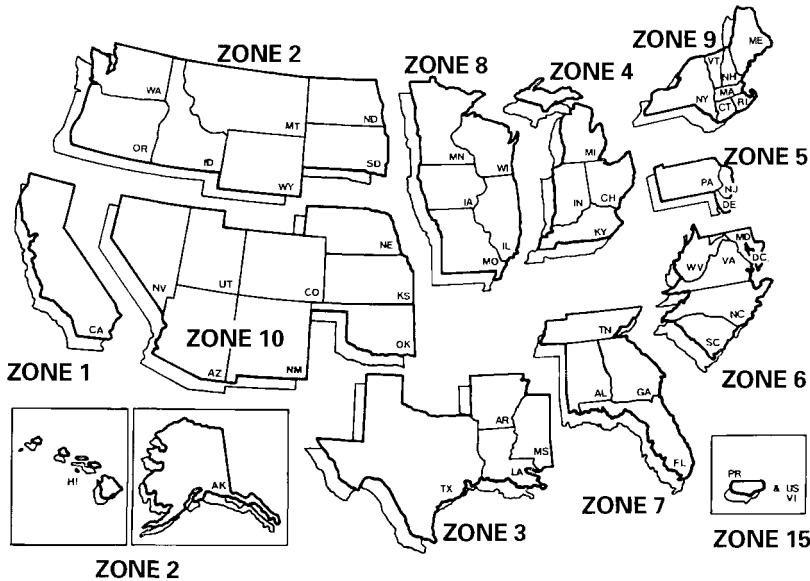 ZONE 2
ZONE 8
ZONE 4
ZONE 9
ME
VT
NH
NY
MA
CT
RI
WA
MT
ND
OR
ID
WY
SD
MN
WI
MI
ZONE 5
PA
NJ
DE
IA
IL
MO
IN
CH
KY
NE
NV
UT
CO
KS
CA
ZONE 10
OK
AZ
NM
ZONE 1
MD
DC
WV
VA
NC
SC
ZONE 6
TN
AL
GA
FL
ZONE 7
AR
MS
LA
TX
ZONE 3
HI
AK
ZONE 2
PR
& US
VI
ZONE 15